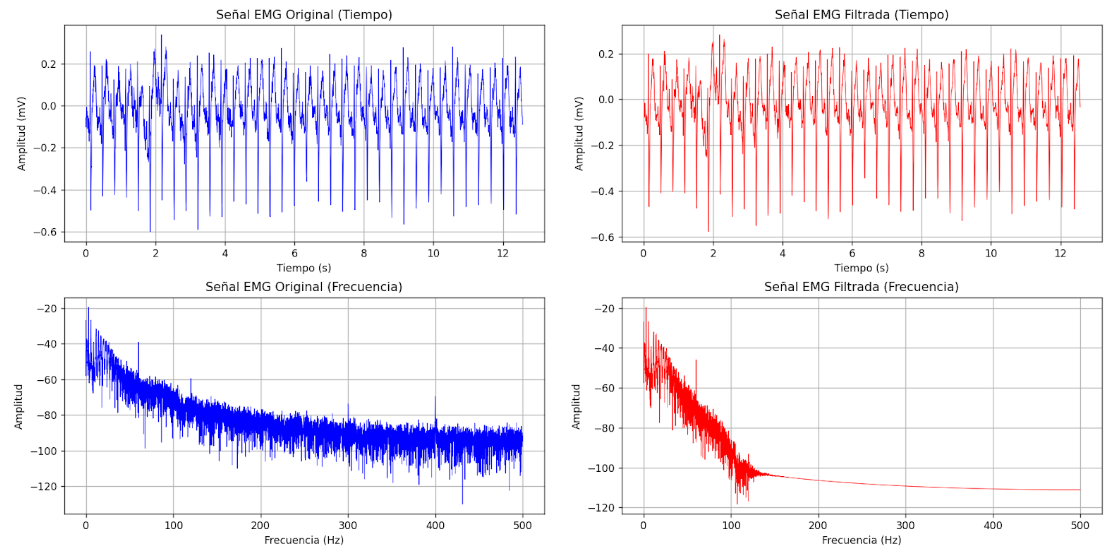 Señal EMG Original (Tiempo)
0.2
0.0
−0.2
−0.4
−0.6
Amplitud (mV)
0 2 4 6 8 10 12
Tiempo (s)
Señal EMG Filtrada (Tiempo)
0.2
0.0
−0.2
−0.4
−0.6
Amplitud (mV)
0 2 4 6 8 10 12
Tiempo (s)
Señal EMG Original (Frecuencia)
−20
−40
−60
−80
−100
−120
Amplitud
0 100 200 300 400 500
Frecuencia (Hz)
Señal EMG Filtrada (Frecuencia)
−20
−40
−60
−80
−100
−120
Amplitud
0 100 200 300 400 500
Frecuencia (Hz)